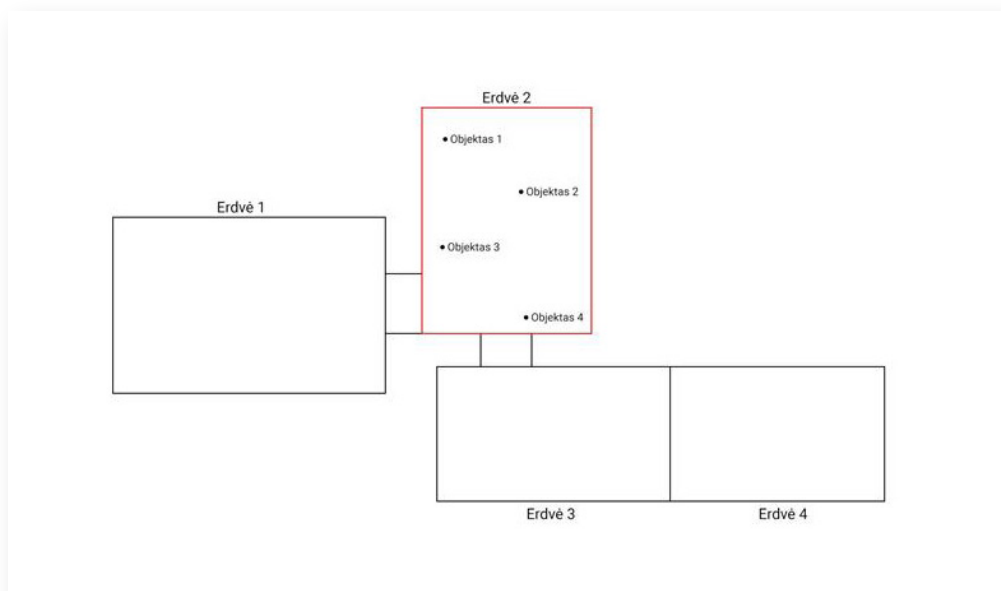 Erdvė 2
Objektas 1
Objektas 2
Erdvė 1
Objektas 3
Objektas 4
Erdvė 3
Erdvė 4